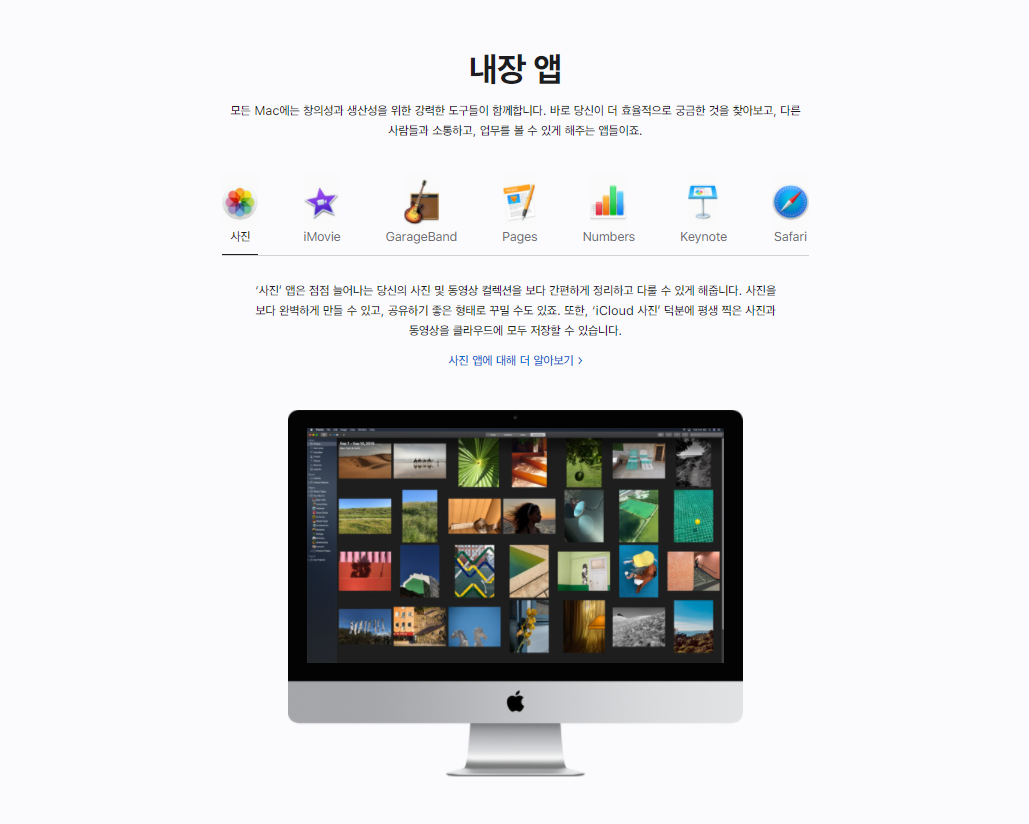 내장 앱
모든 Mac에는 창의성과 생산성을 위한 강력한 도구들이 함께합니다. 바로 당신이 더 효율적으로 궁금한 것을 찾아보고, 다른
사람들과 소통하고, 업무를 볼 수 있게 해주는 앱들이죠.
사진 iMovie GarageBand Pages Numbers Keynote Safari
‘사진’ 앱은 점점 늘어나는 당신의 사진 및 동영상 컬렉션을 보다 간편하게 정리하고 다룰 수 있게 해줍니다. 사진을
보다 완벽하게 만들 수 있고, 공유하기 좋은 형태로 꾸밀 수도 있죠. 또한, ‘iCloud 사진’ 덕분에 평생 찍은 사진과
동영상을 클라우드에 모두 저장할 수 있습니다.
사진 앱에 대해 더 알아보기 >